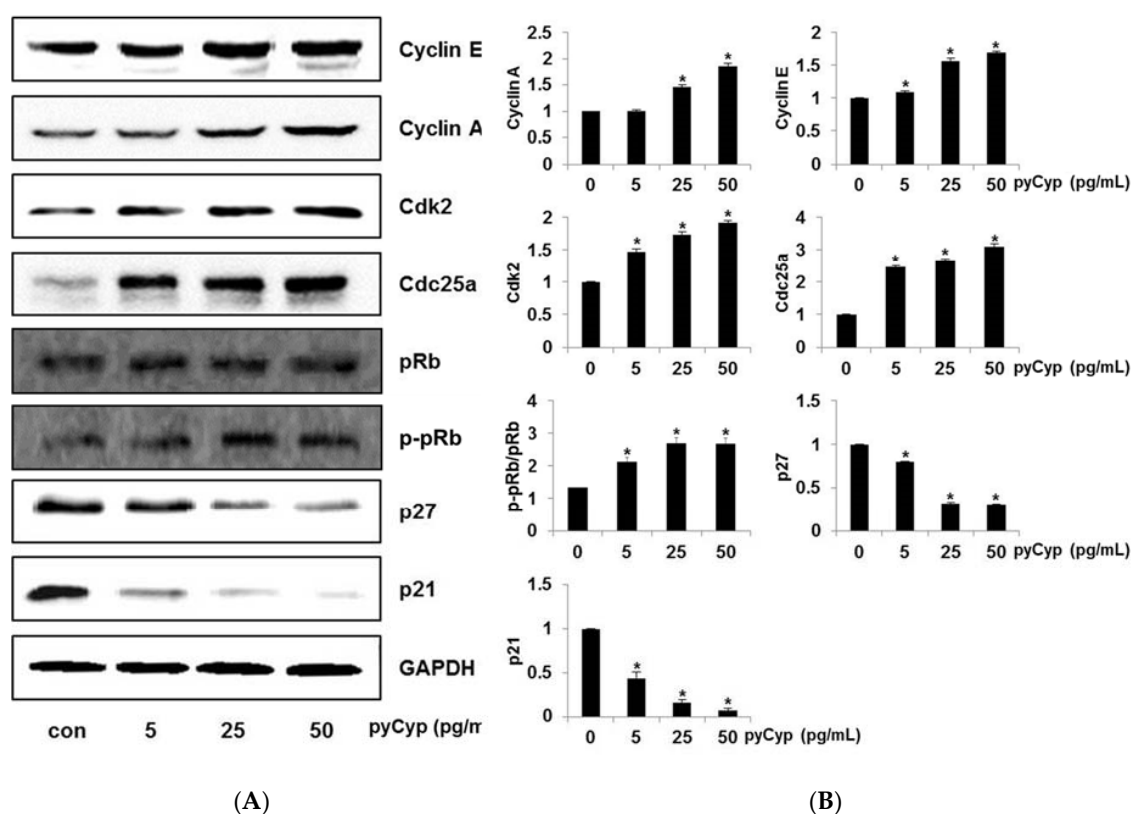 Cyclin E
Cyclin A
Cdk2
Cdc25a
pRb
p-pRb
p27
p21
GAPDH
con 5 25 50 pyCyp (pg/m
(A)
Cyclin A
2.5
2
1.5
1
0.5
0
0 5 25 50
Cyclin E
2
1.5
1
0.5
0
* * *
0 5 25 50 pyCyp (pg/mL)
* *
Cdk2
2
1.5
1
0.5
0
* * *
0 5 25 50
Cdc25a
5
4
3
2
1
0
* * *
0 5 25 50 pyCyp (pg/mL)
p-pRb/pRb
4
3
2
1
0
* * *
0 5 25 50
p27
1.5
1
0.5
0
* * *
0 5 25 50 pyCyp (pg/mL)
p21
1.5
1
0.5
0
* * *
0 5 25 50 pyCyp (pg/mL)
(B)